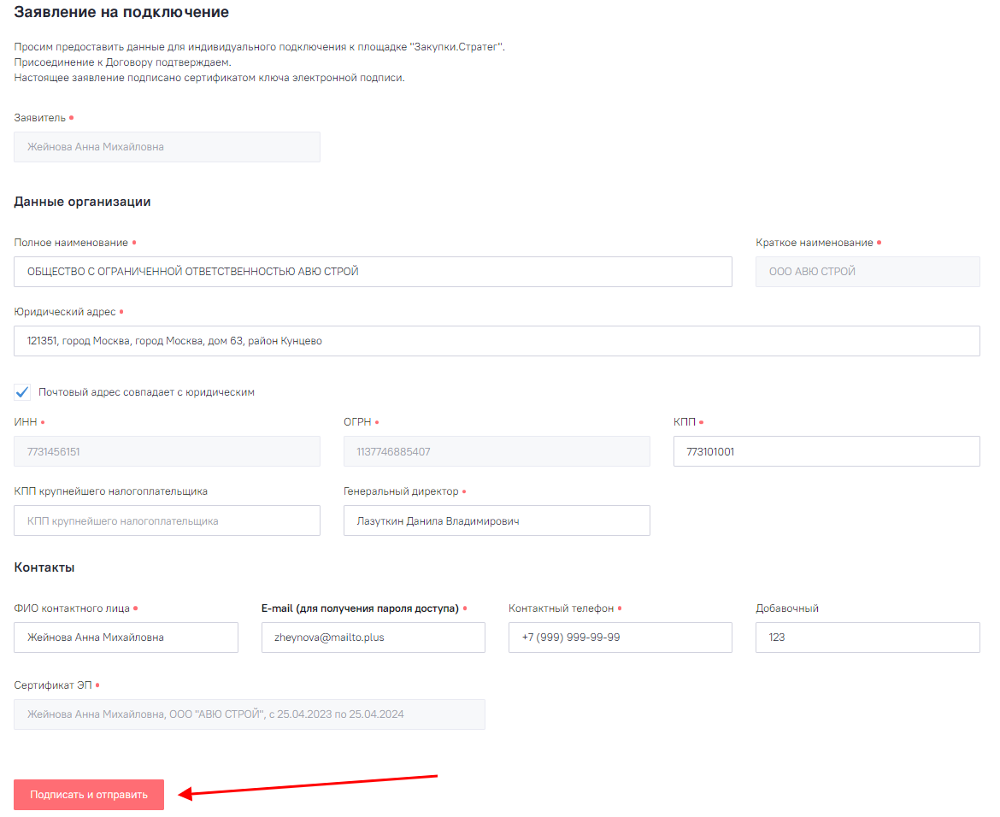 Заявление на подключение
Просим предоставить данные для индивидуального подключения к площадке "Закупки.Стратег".
Присоединение к Договору подтверждаем.
Настоящее заявление подписано сертификатом ключа электронной подписи.
Заявитель
Жейнова Анна Михайловна
Данные организации
Полное наименование Краткое наименование
ОБЩЕСТВО С ОГРАНИЧЕННОЙ ОТВЕТСТВЕННОСТЬЮ АВЮ СТРОЙ ООО АВЮ СТРОЙ
Юридический адрес
121351, город Москва, город Москва, дом 63, район Кунцево
Почтовый адрес совпадает с юридическим
ИНН ОГРН КПП
7731456151 1137746885407 773101001
КПП крупнейшего налогоплательщика Генеральный директор
КПП крупнейшего налогоплательщика Лазуткин Данила Владимирович
Контакты
ФИО контактного лица E-mail (для получения пароля доступа) Контактный телефон Добавочный
Жейнова Анна Михайловна zheynova@mailto.plus +7 (999) 999-99-99 123
Сертификат ЭП
Жейнова Анна Михайловна, ООО "АВЮ СТРОЙ", с 25.04.2023 по 25.04.2024
Подписать и отправить